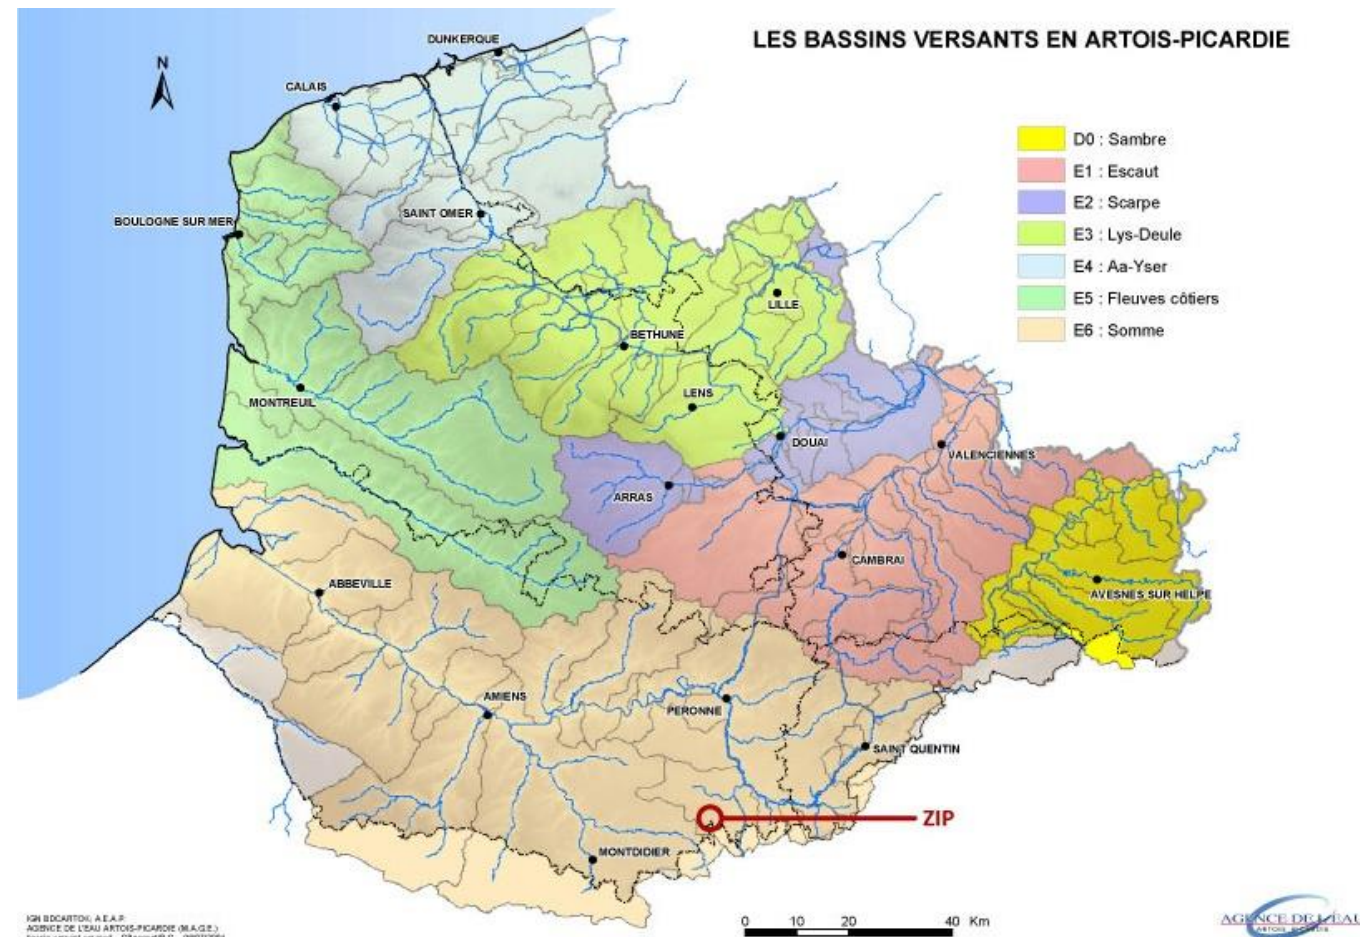 LES BASSINS VERSANTS EN ARTOIS-PICARDIE
N
DUNKERQUE
CALAIS
D0 : Sambre
E1 : Escaut
E2 : Scarpe
E3 : Lys-Deule
E4 : Aa-Yser
E5 : Fleuves côtiers
E6 : Somme
SAINT OMER
BOULOGNE SUR MER
LILLE
BETHUNE
LENS
MONTREUIL
DOUAI
VALENCIENNES
ARRAS
CAMBRAI
ABBEVILLE
AVESNES SUR HELPE
AMIENS
PERONNE
SAINT QUENTIN
ZIP
MONTDIDIER
0 10 20 40 Km
IGN BDCARTO
AGENCE DE L'EAU ARTOIS-PICARDIE (M.A.G.E.)
AGENCE DE L'EAU
ARTOIS PICARDIE